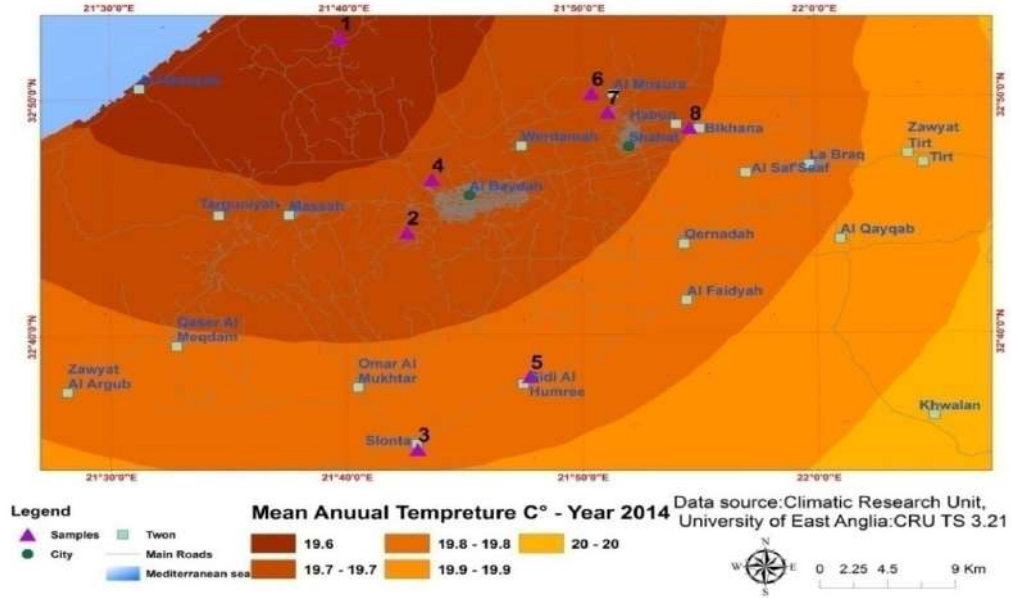 21°30'0"E 21°40'0"E 21°50'0"E 22°0'0"E
1
6 Al Mnsura
32°50'0"N
32°50'0"N
7
Habun 8
Shahat Blkhana
Werdamah
Zawyat
Tirt
Tirt
La Braq
Al Saf'Saaf
4
Al Baydah
Massah
2
Qernadah
Al Qayqab
Al Faidyah
32°40'0"N
32°40'0"N
Qaser Al
Meqdam
Zawyat
Al Argub
Omar Al
Mukhtar
5
Sidi Al
Humree
Khwalan
Slonta 3
21°30'0"E 21°40'0"E 21°50'0"E 22°0'0"E
Legend
Samples Twon
City Main Roads
Mediterranean sea
Mean Anuual Tempreture C° - Year 2014
19.6 19.8 - 19.8 20 - 20
19.7 - 19.7 19.9 - 19.9
Data source:Climatic Research Unit,
University of East Anglia:CRU TS 3.21
N
W E
S
0 2.25 4.5 9 Km